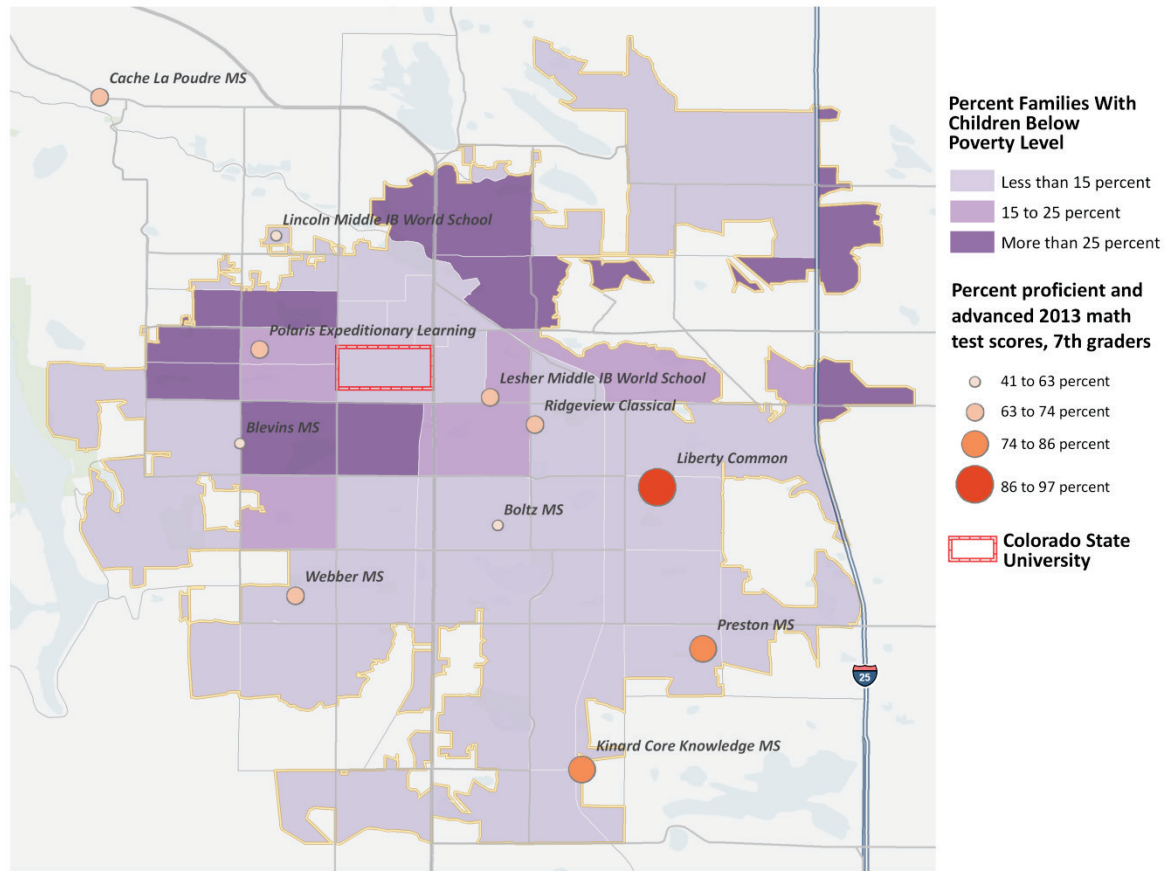 Cache La Poudre MS
Lincoln Middle IB World School
Polaris Expeditionary Learning
Lesher Middle IB World School
Ridgeview Classical
Blevins MS
Liberty Common
Boltz MS
Webber MS
Preston MS
25
Kinard Core Knowledge MS
Percent Families With
Children Below
Poverty Level
Less than 15 percent
15 to 25 percent
More than 25 percent
Percent proficient and
advanced 2013 math
test scores, 7th graders
41 to 63 percent
63 to 74 percent
74 to 86 percent
86 to 97 percent
Colorado State
University